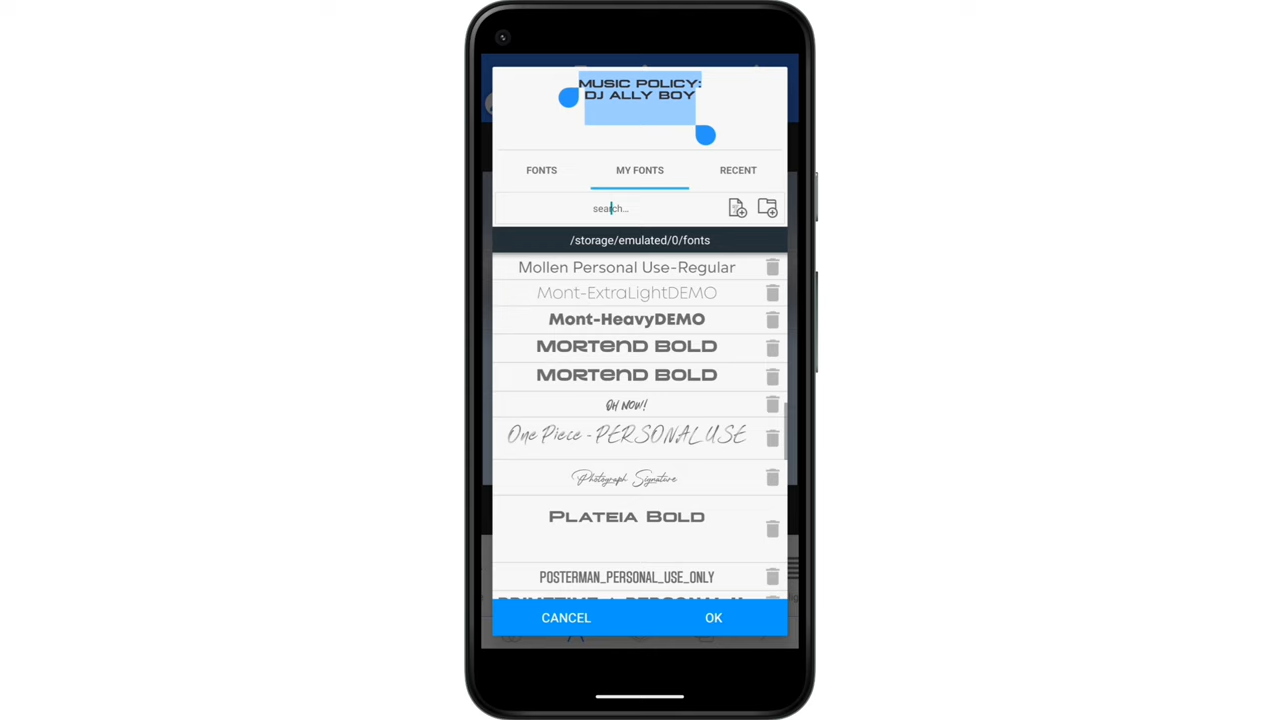 MUSIC POLICY:
DJ ALLY BOY
FONTS
MY FONTS
RECENT
search...
/storage/emulated/0/fonts
Mollen Personal Use-Regular
Mont-ExtraLightDEMO
Mont-HeavyDEMO
MORTEnD BOLD
MORTEnD BOLD
OH NOW!
One Piece - PERSONAL USE
Photograph Signature
PLATEIA BOLD
POSTERMAN_PERSONAL_USE_ONLY
CANCEL
OK